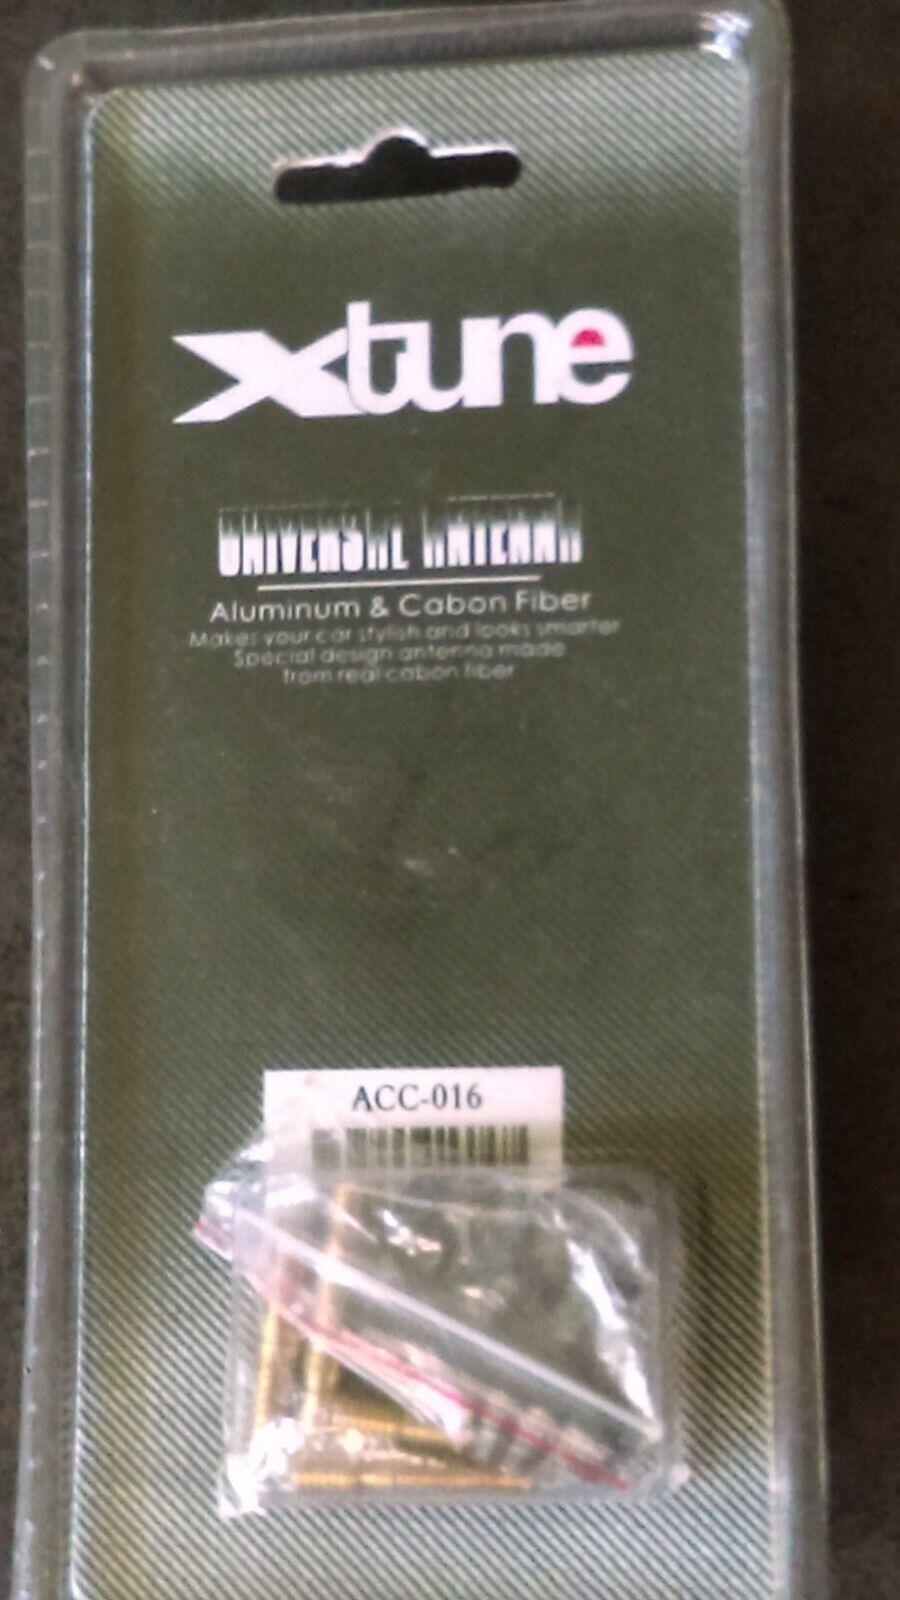 xtune
UNIVERSAL ANTENNA
Aluminum & Cabon Fiber
Makes your car stylish and looks smarter
Special design antenna made
from real cabon fiber
ACC-016